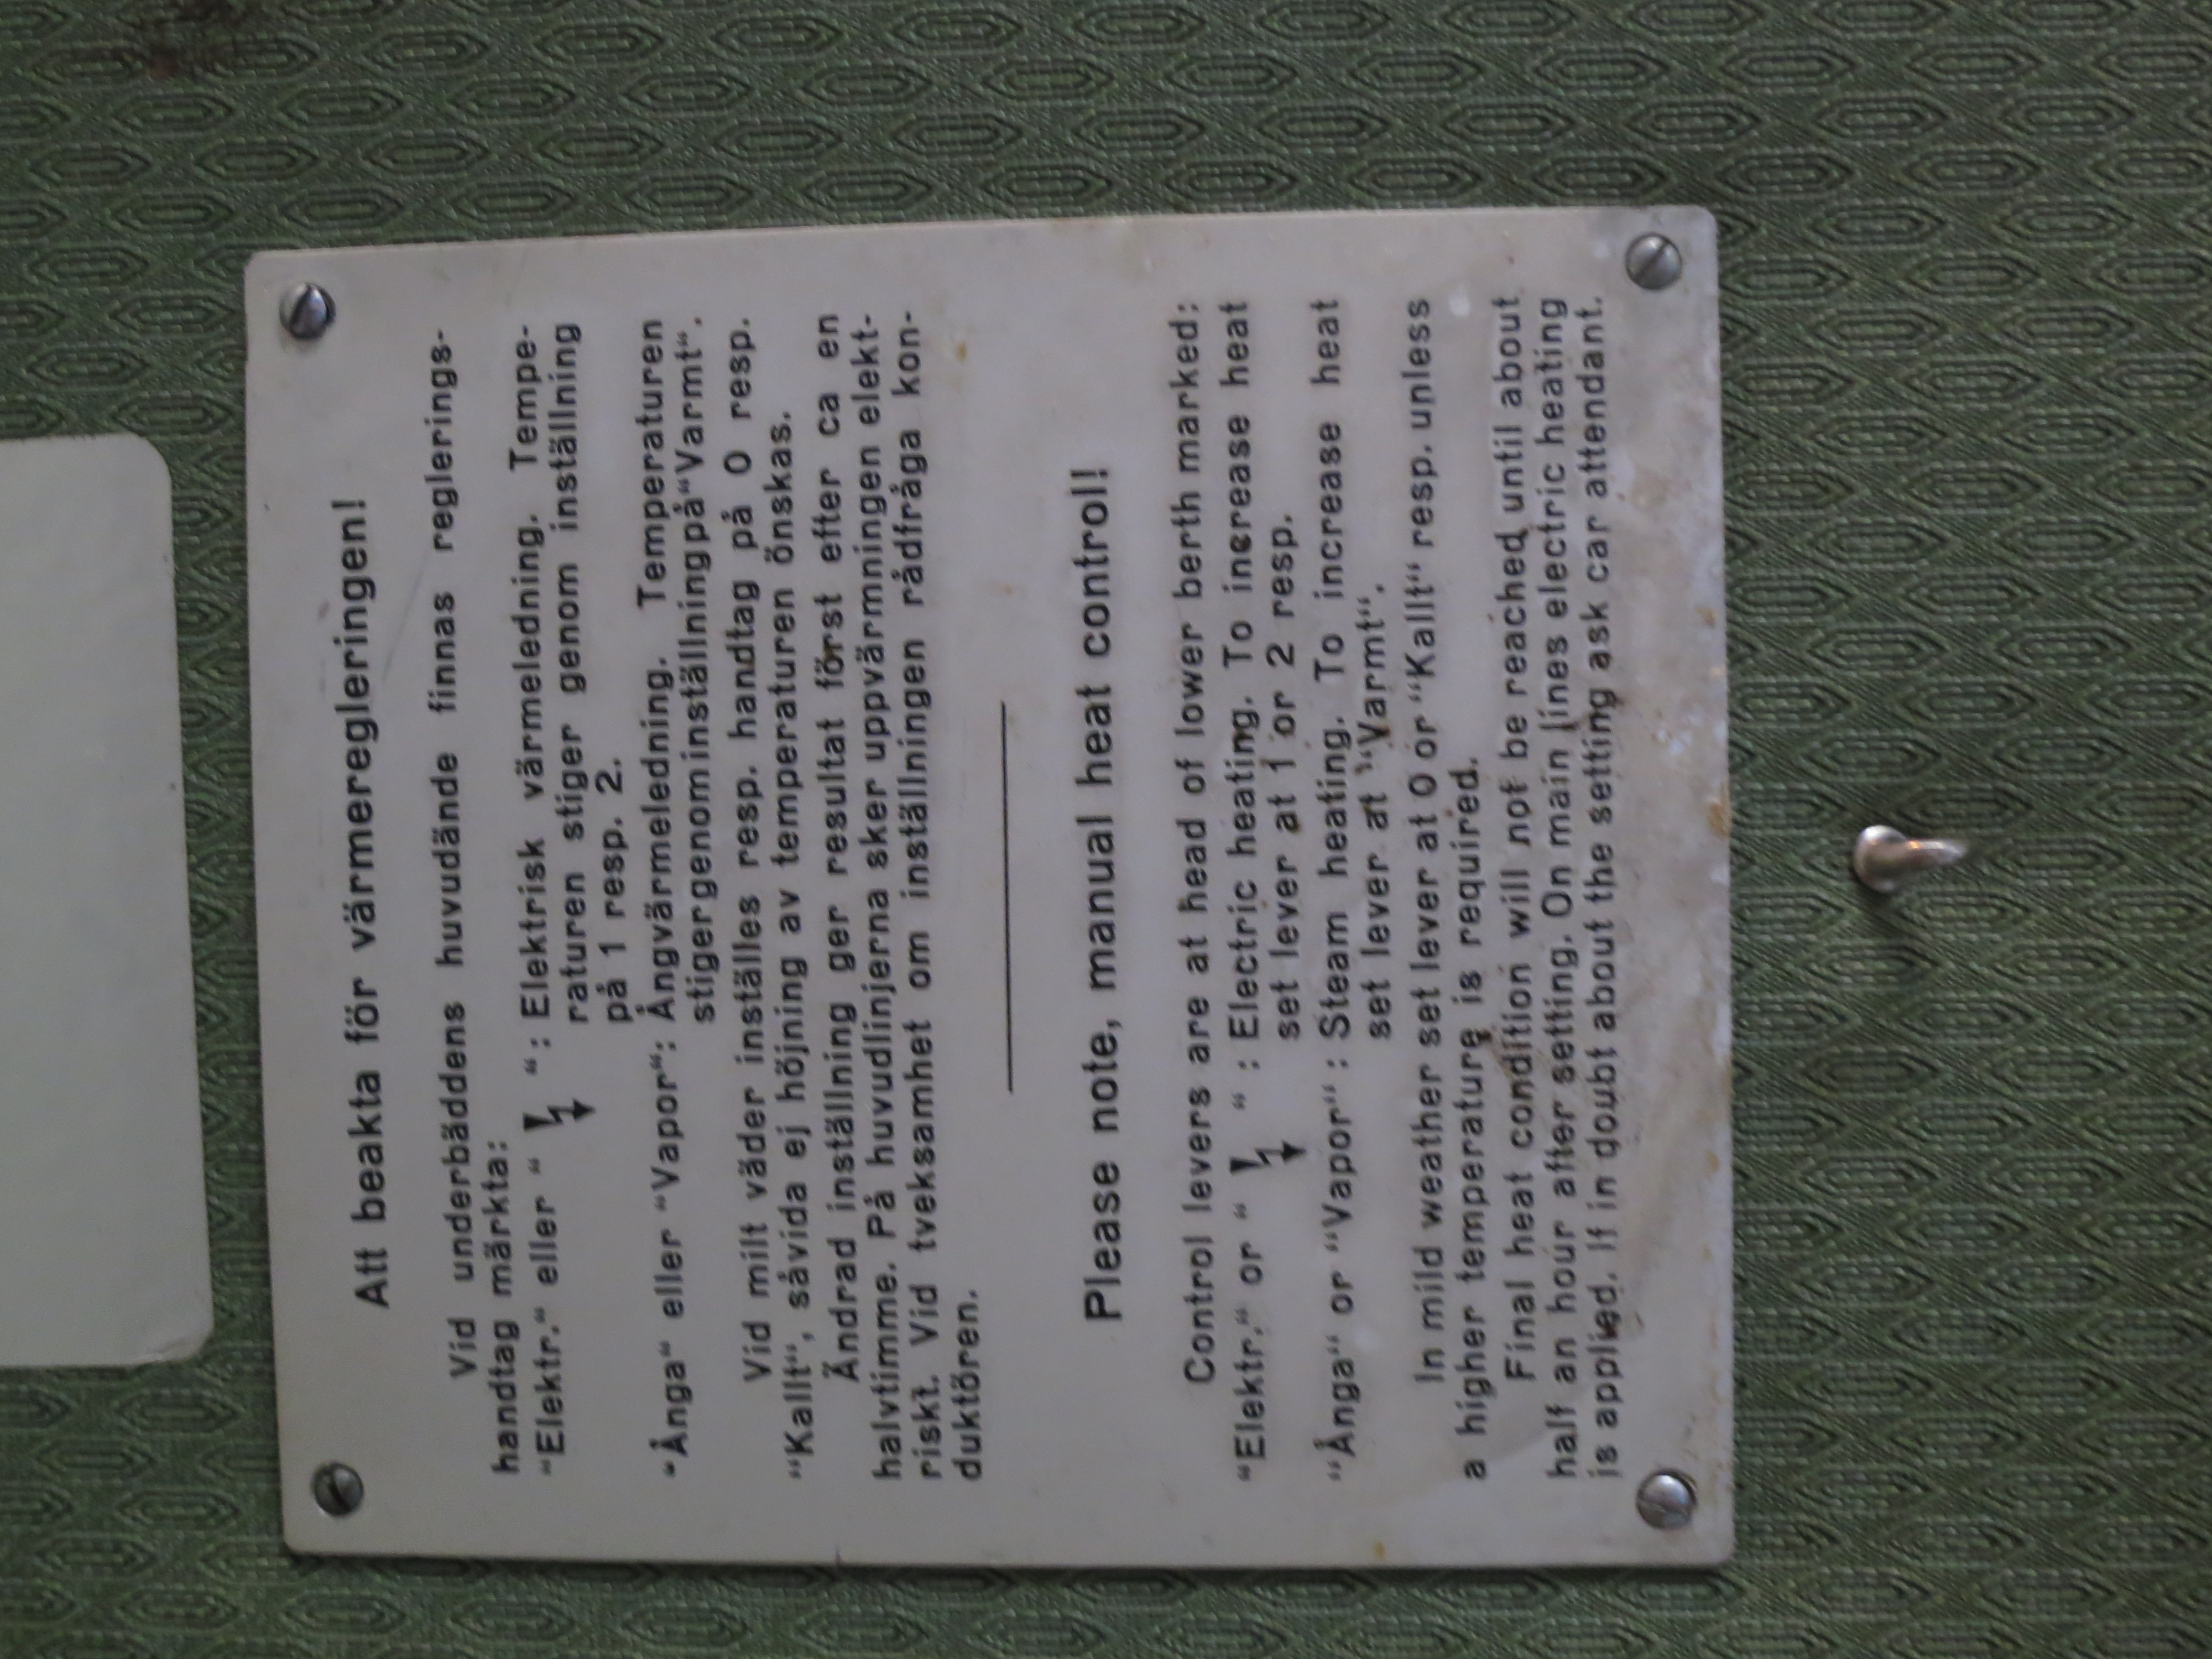 Att beakta för värmeregleringen!
Vid underbäddens huvudände finnas reglerings-
handtag märkta:
“Elektr.“ eller “ “: Elektrisk värmeledning. Tempe-
raturen stiger genom inställning
på 1 resp. 2.
“Ånga“ eller “Vapor“: Ångvärmeledning. Temperaturen
stiger genom inställning på “Varmt“.
Vid milt väder inställes resp. handtag på 0 resp.
“Kallt“, såvida ej höjning av temperaturen önskas.
Ändrad inställning ger resultat först efter ca en
halvtimme. På huvudlinjerna sker uppvärmningen elekt-
riskt. Vid tveksamhet om inställningen rådfråga kon-
duktören.
Please note, manual heat control!
Control levers are at head of lower berth marked:
“Elektr.“ or “ “ : Electric heating. To increase heat
set lever at 1 or 2 resp.
“Ånga“ or “Vapor“ : Steam heating. To increase heat
set lever at “Varmt“.
In mild weather set lever at 0 or “Kallt“ resp. unless
a higher temperature is required.
Final heat condition will not be reached until about
half an hour after setting. On main lines electric heating
is applied. If in doubt about the setting ask car attendant.